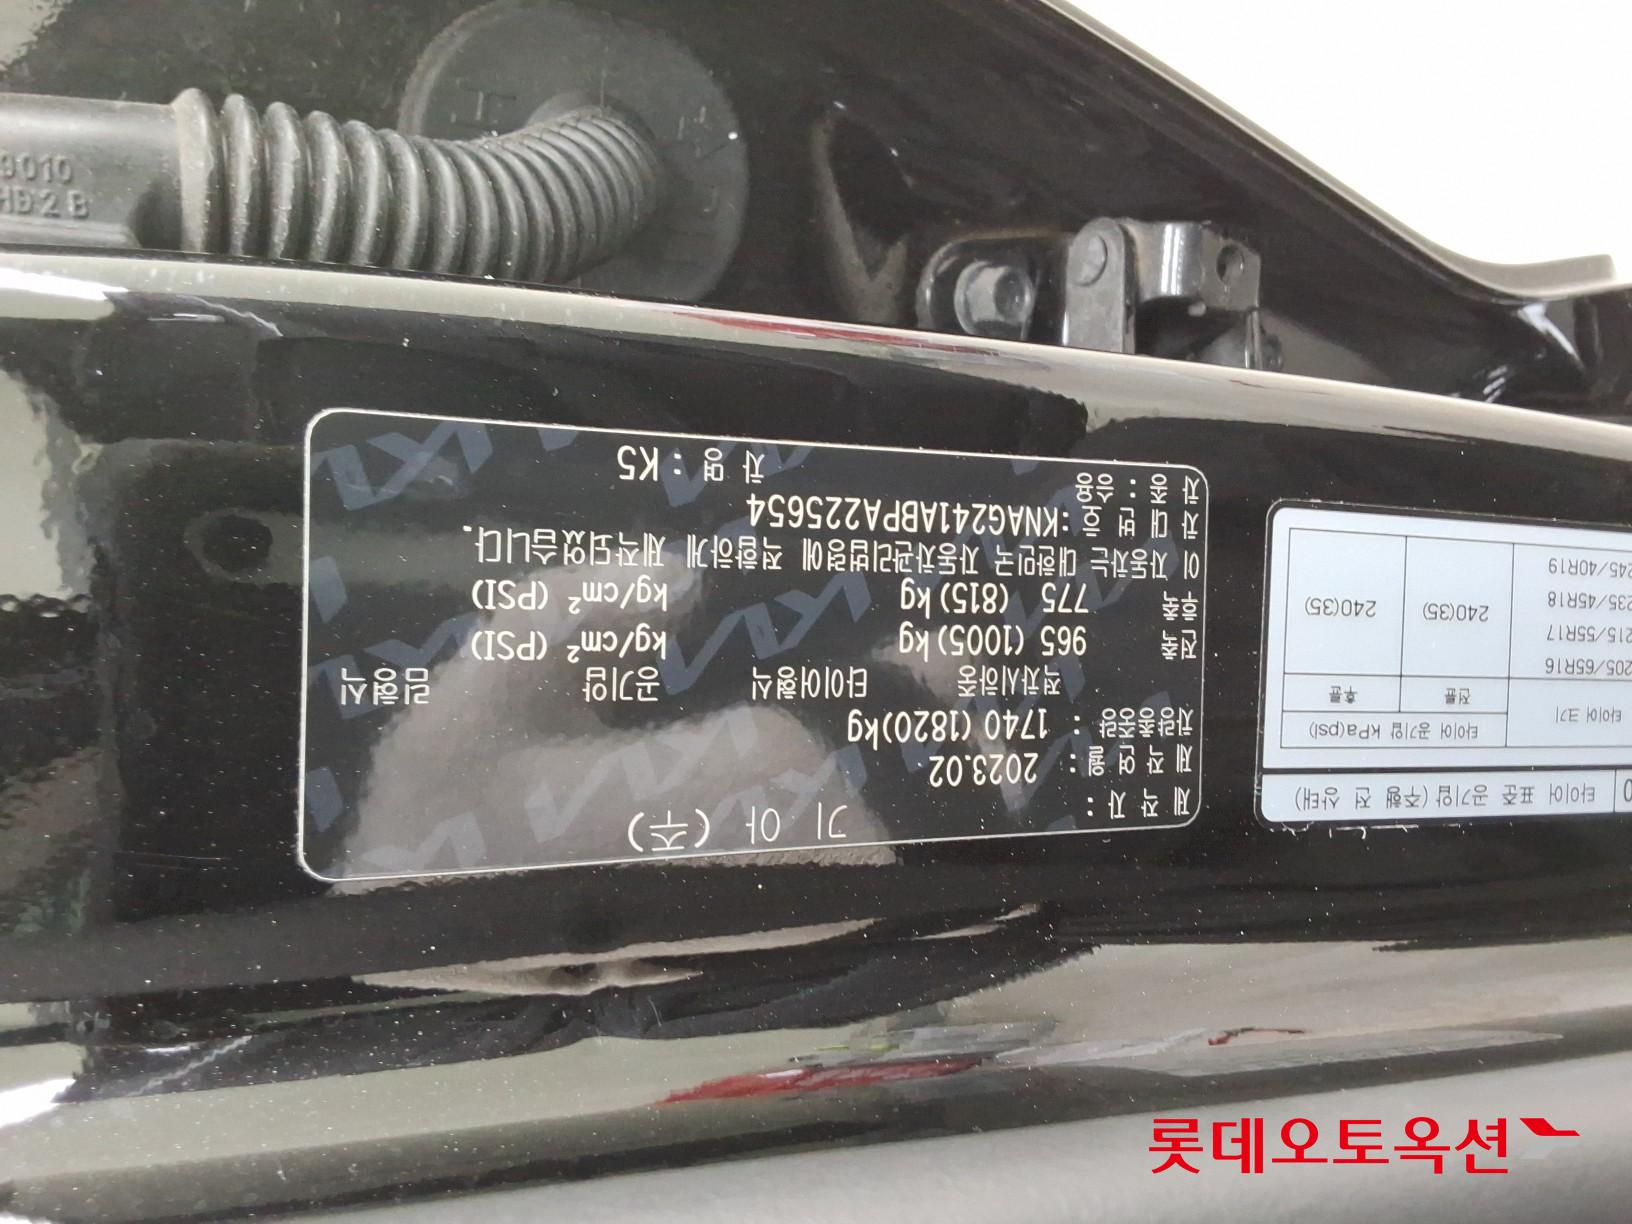 제 작 자 : 기 아 (주)
제 작 연 월 : 2023.02
차량총중량 : 1740 (1820)kg
적차시하중 타이어형식 공기압 림형식
전 축 965 (1005)kg kg/cm² (PSI)
후 축 775 (815)kg kg/cm² (PSI)
이 자동차는 대한민국 자동차관리법령에 적합하게 제작되었습니다.
차 대 번 호 :KNAG241ABPA225654
차 종 : 승용 차 명 : K5
타이어 표준 공기압 (주행 전 상태)
타이어 크기 타이어 공기압 KPa(psi)
전륜 후륜
205/65R16
215/55R17
235/45R18
245/40R19
240(35) 240(35)
9010
HD2B
롯데오토옥션